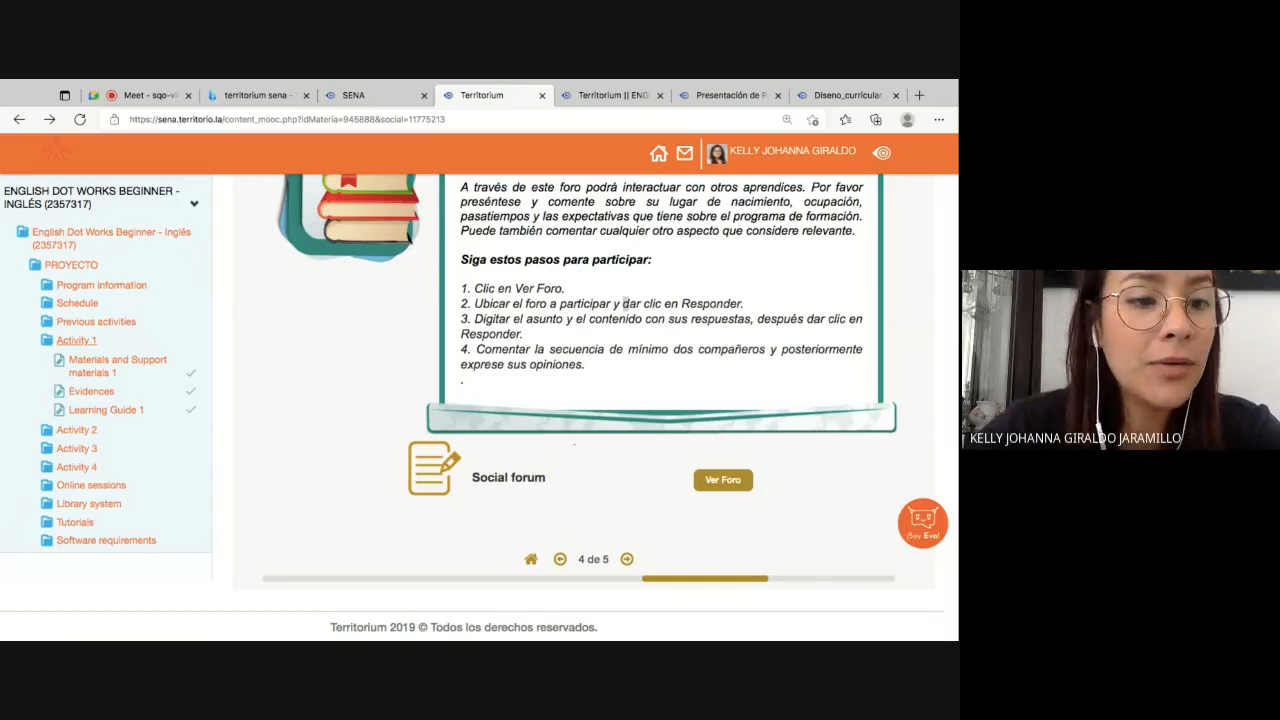 Meet - sqo-vi
territorium sena -
SENA
Territorium
Territorium || ENG
Presentación de P
Diseno_curricular_
https://sena.territorio.la/content_mooc.php?idMateria=945888&social=11775213
KELLY JOHANNA GIRALDO
ENGLISH DOT WORKS BEGINNER -
INGLÉS (2357317)
English Dot Works Beginner - Inglés
(2357317)
PROYECTO
Program information
Schedule
Previous activities
Activity 1
Materials and Support
materials 1
Evidences
Learning Guide 1
Activity 2
Activity 3
Activity 4
Online sessions
Library system
Tutorials
Software requirements
A través de este foro podrá interactuar con otros aprendices. Por favor
preséntese y comente sobre su lugar de nacimiento, ocupación,
pasatiempos y las expectativas que tiene sobre el programa de formación.
Puede también comentar cualquier otro aspecto que considere relevante.
Siga estos pasos para participar:
1. Clic en Ver Foro.
2. Ubicar el foro a participar y dar clic en Responder.
3. Digitar el asunto y el contenido con sus respuestas, después dar clic en
Responder.
4. Comentar la secuencia de mínimo dos compañeros y posteriormente
exprese sus opiniones.
.
Social forum
Ver Foro
¡Soy Eva!
4 de 5
Territorium 2019 © Todos los derechos reservados.
KELLY JOHANNA GIRALDO JARAMILLO